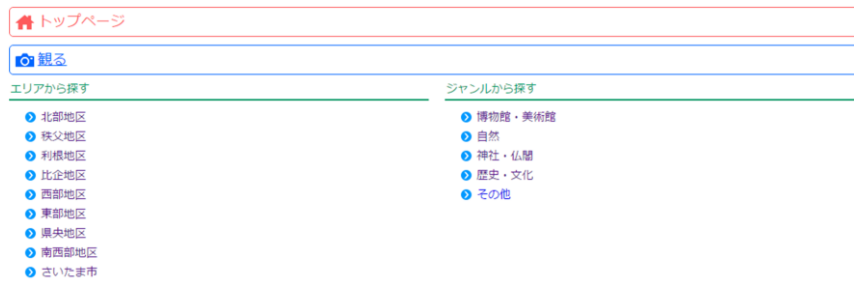 トップページ
観る
エリアから探す
北部地区
秩父地区
利根地区
比企地区
西部地区
東部地区
県央地区
南西部地区
さいたま市
ジャンルから探す
博物館・美術館
自然
神社・仏閣
歴史・文化
その他